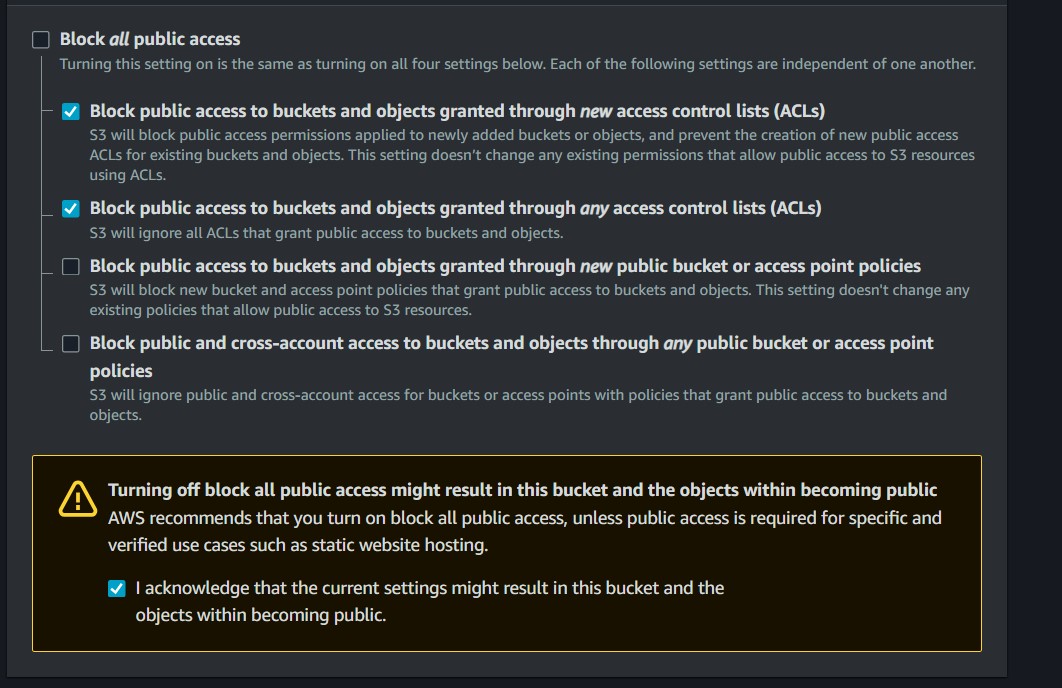 Block all public access
Turning this setting on is the same as turning on all four settings below. Each of the following settings are independent of one another.
Block public access to buckets and objects granted through new access control lists (ACLs)
S3 will block public access permissions applied to newly added buckets or objects, and prevent the creation of new public access
ACLs for existing buckets and objects. This setting doesn't change any existing permissions that allow public access to S3 resources
using ACLs.
Block public access to buckets and objects granted through any access control lists (ACLs)
S3 will ignore all ACLs that grant public access to buckets and objects.
Block public access to buckets and objects granted through new public bucket or access point policies
S3 will block new bucket and access point policies that grant public access to buckets and objects. This setting doesn't change any
existing policies that allow public access to S3 resources.
Block public and cross-account access to buckets and objects through any public bucket or access point
policies
S3 will ignore public and cross-account access for buckets or access points with policies that grant public access to buckets and
objects.
Turning off block all public access might result in this bucket and the objects within becoming public
AWS recommends that you turn on block all public access, unless public access is required for specific and
verified use cases such as static website hosting.
I acknowledge that the current settings might result in this bucket and the
objects within becoming public.